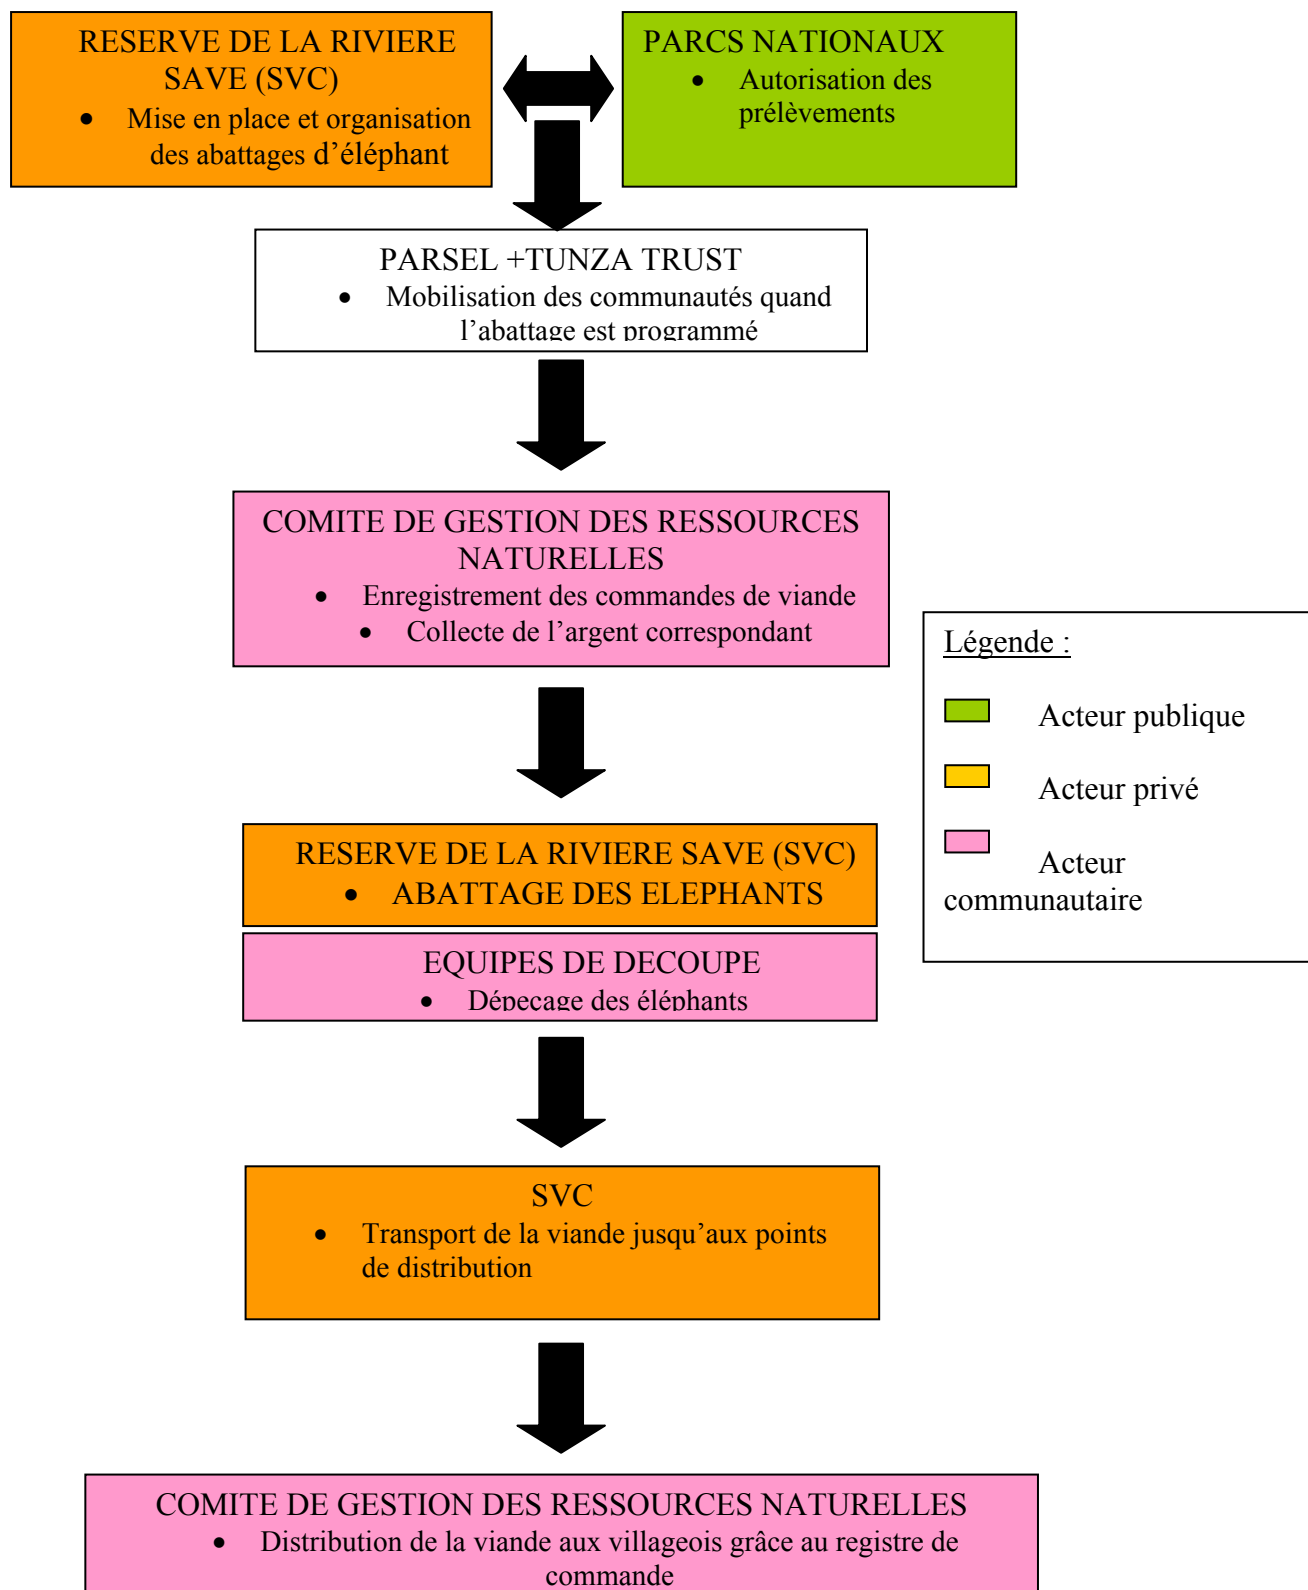 RESERVE DE LA RIVIERE
SAVE (SVC)
• Mise en place et organisation
des abattages d’éléphant
PARCS NATIONAUX
• Autorisation des
prélèvements
PARSEL +TUNZA TRUST
• Mobilisation des communautés quand
l’abattage est programmé
COMITE DE GESTION DES RESSOURCES
NATURELLES
• Enregistrement des commandes de viande
• Collecte de l’argent correspondant
Légende :
Acteur publique
Acteur privé
Acteur
communautaire
RESERVE DE LA RIVIERE SAVE (SVC)
• ABATTAGE DES ELEPHANTS
EQUIPES DE DECOUPE
• Dépeçage des éléphants
SVC
• Transport de la viande jusqu’aux points
de distribution
COMITE DE GESTION DES RESSOURCES NATURELLES
• Distribution de la viande aux villageois grâce au registre de
commande